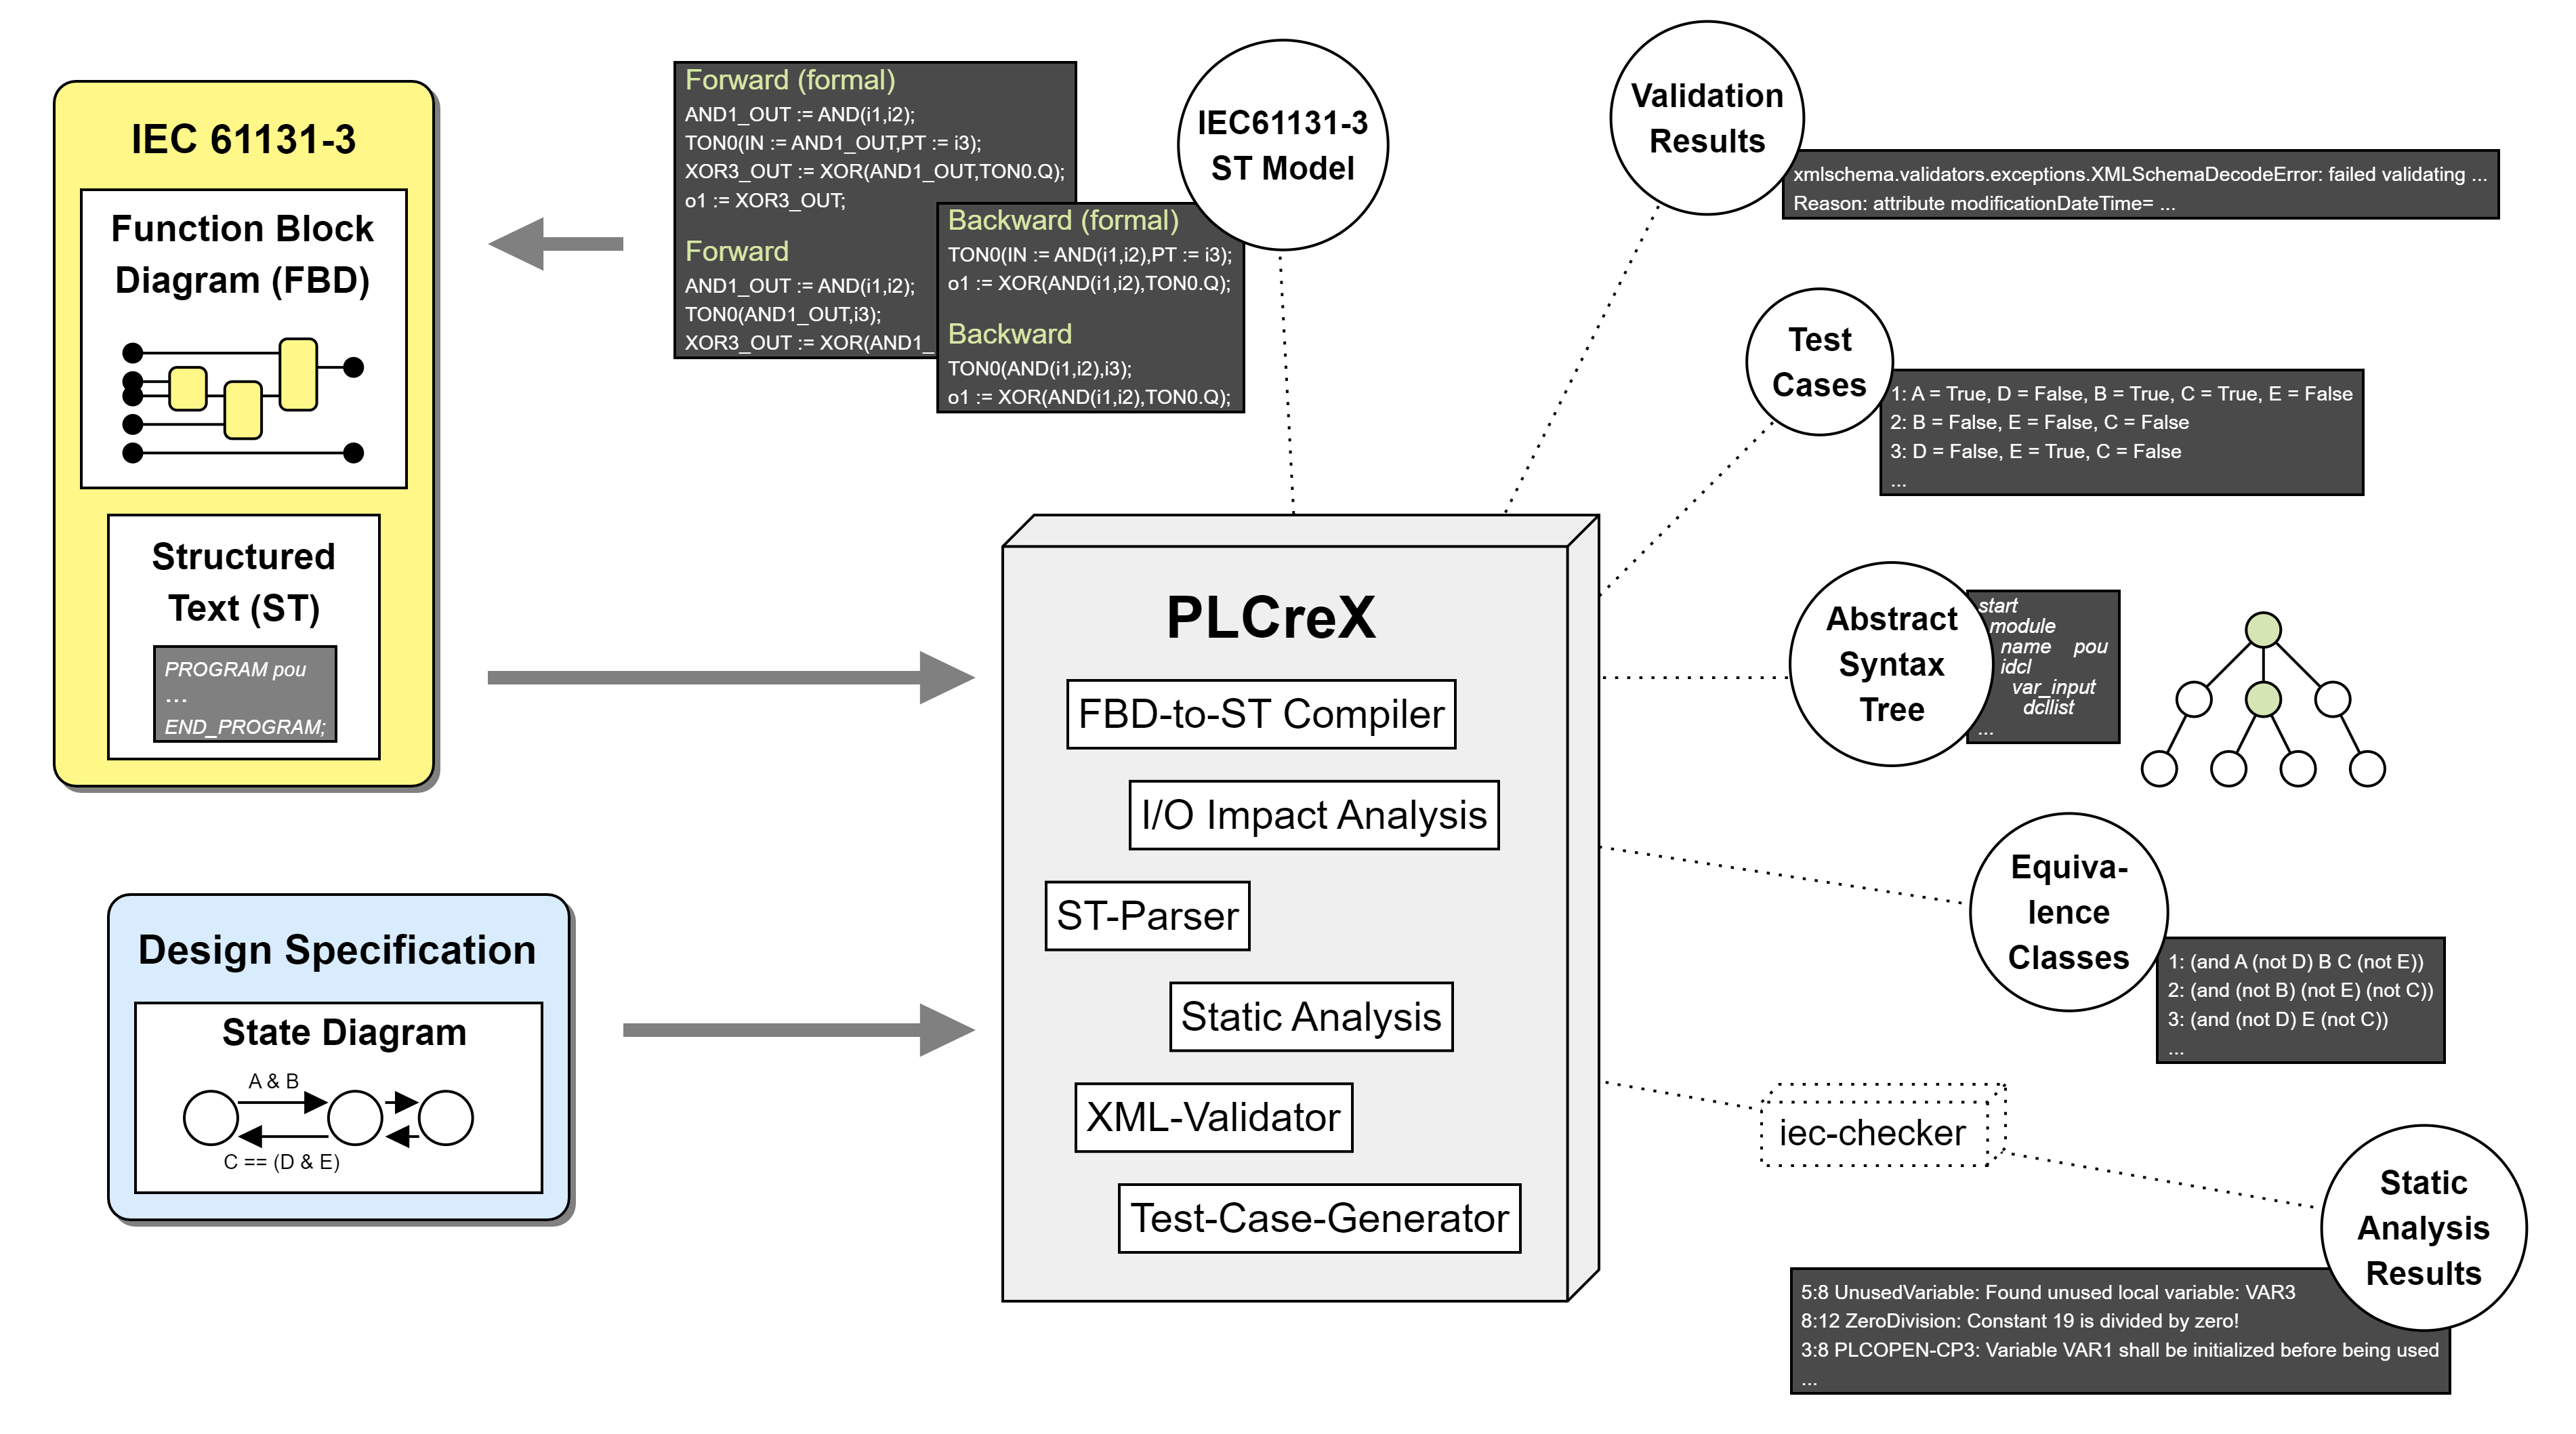 IEC 61131-3
Function Block
Diagram (FBD)
Structured
Text (ST)
PROGRAM pou
...
END_PROGRAM;
Design Specification
State Diagram
A & B
C == (D & E)
Forward (formal)
AND1_OUT := AND(i1,i2);
TON0(IN := AND1_OUT,PT := i3);
XOR3_OUT := XOR(AND1_OUT,TON0.Q);
o1 := XOR3_OUT;
Forward
AND1_OUT := AND(i1,i2);
TON0(AND1_OUT,i3);
XOR3_OUT := XOR(AND1_
Backward (formal)
TON0(IN := AND(i1,i2),PT := i3);
o1 := XOR(AND(i1,i2),TON0.Q);
Backward
TON0(AND(i1,i2),i3);
o1 := XOR(AND(i1,i2),TON0.Q);
IEC61131-3
ST Model
PLCreX
FBD-to-ST Compiler
I/O Impact Analysis
ST-Parser
Static Analysis
XML-Validator
Test-Case-Generator
Validation
Results
xmlschema.validators.exceptions.XMLSchemaDecodeError: failed validating ...
Reason: attribute modificationDateTime= ...
Test
Cases
1: A = True, D = False, B = True, C = True, E = False
2: B = False, E = False, C = False
3: D = False, E = True, C = False
...
Abstract
Syntax
Tree
start
module
name pou
idcl
var_input
dcllist
...
Equiva-
lence
Classes
1: (and A (not D) B C (not E))
2: (and (not B) (not E) (not C))
3: (and (not D) E (not C))
...
iec-checker
Static
Analysis
Results
5:8 UnusedVariable: Found unused local variable: VAR3
8:12 ZeroDivision: Constant 19 is divided by zero!
3:8 PLCOPEN-CP3: Variable VAR1 shall be initialized before being used
...